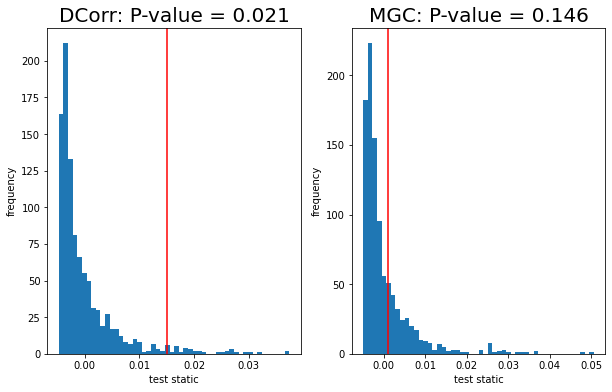 DCorr: P-value = 0.021
frequency
200
175
150
125
100
75
50
25
0
0.00 0.01 0.02 0.03
test static
MGC: P-value = 0.146
frequency
200
150
100
50
0
0.00 0.01 0.02 0.03 0.04 0.05
test static